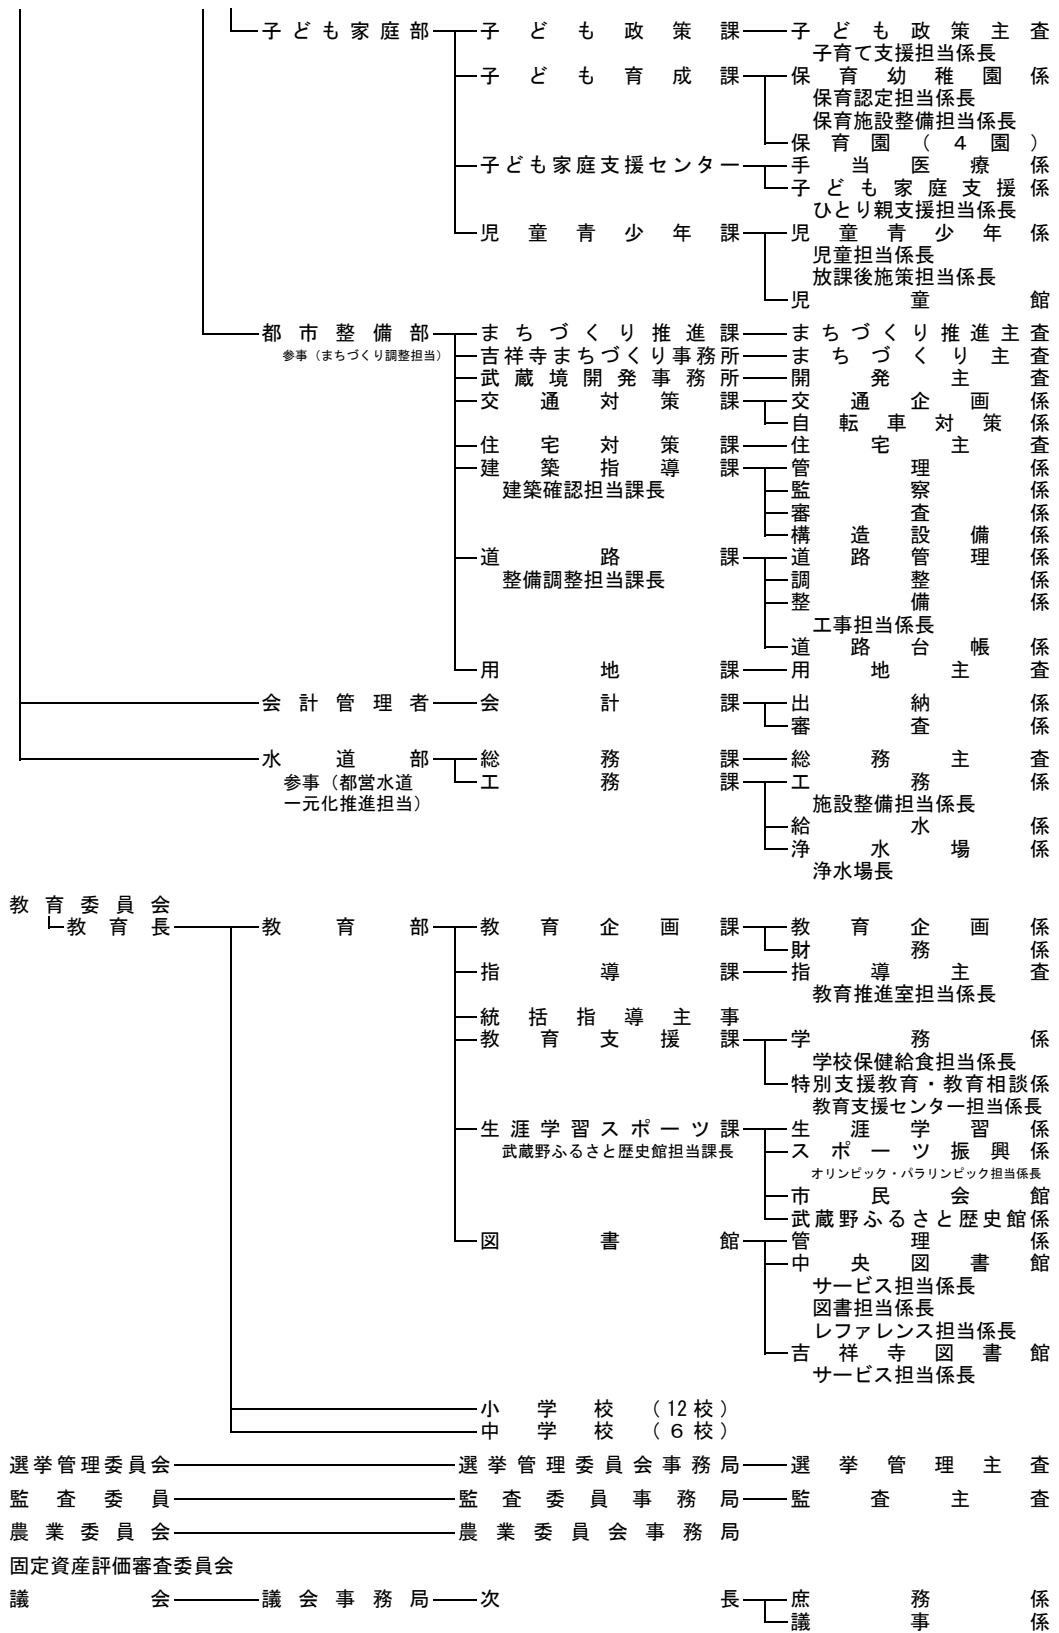 子ども家庭部 子ども政策課 子ども政策主査
子育て支援担当係長
子ども育成課 保育幼稚園係
保育認定担当係長
保育施設整備担当係長
保育園（４園）
子ども家庭支援センター 手当医療係
子ども家庭支援係
ひとり親支援担当係長
児童青少年課 児童青少年係
児童担当係長
放課後施策担当係長
児童館
都市整備部 まちづくり推進課 まちづくり推進主査
参事（まちづくり調整担当） 吉祥寺まちづくり事務所 まちづくり主査
武蔵境開発事務所 開発主査
交通対策課 交通企画係
自転車対策係
住宅対策課 住宅主査
建築指導課 管理係
建築確認担当課長 監察係
審査係
構造設備係
道路課 道路管理係
整備調整担当課長 調整係
整備係
工事担当係長
道路台帳係
用地課 用地主査
会計管理者 会計課 出納係
審査係
水道部 総務課 総務主査
参事（都営水道 工務課 工務係
一元化推進担当） 施設整備担当係長
給水係
浄水場係
浄水場長
教育委員会
教育長 教育部 教育企画課 教育企画係
財務係
指導課 指導主査
教育推進室担当係長
統括指導主事
教育支援課 学務係
学校保健給食担当係長
特別支援教育・教育相談係
教育支援センター担当係長
生涯学習スポーツ課 生涯学習係
武蔵野ふるさと歴史館担当課長 スポーツ振興係
オリンピック・パラリンピック担当係長
市民会館
武蔵野ふるさと歴史館係
図書館 管理係
中央図書館
サービス担当係長
図書担当係長
レファレンス担当係長
吉祥寺図書館
サービス担当係長
小学校（12校）
中学校（６校）
選挙管理委員会 選挙管理委員会事務局 選挙管理主査
監査委員 監査委員事務局 監査主査
農業委員会 農業委員会事務局
固定資産評価審査委員会
議会 議会事務局 次長 庶務係
議事係